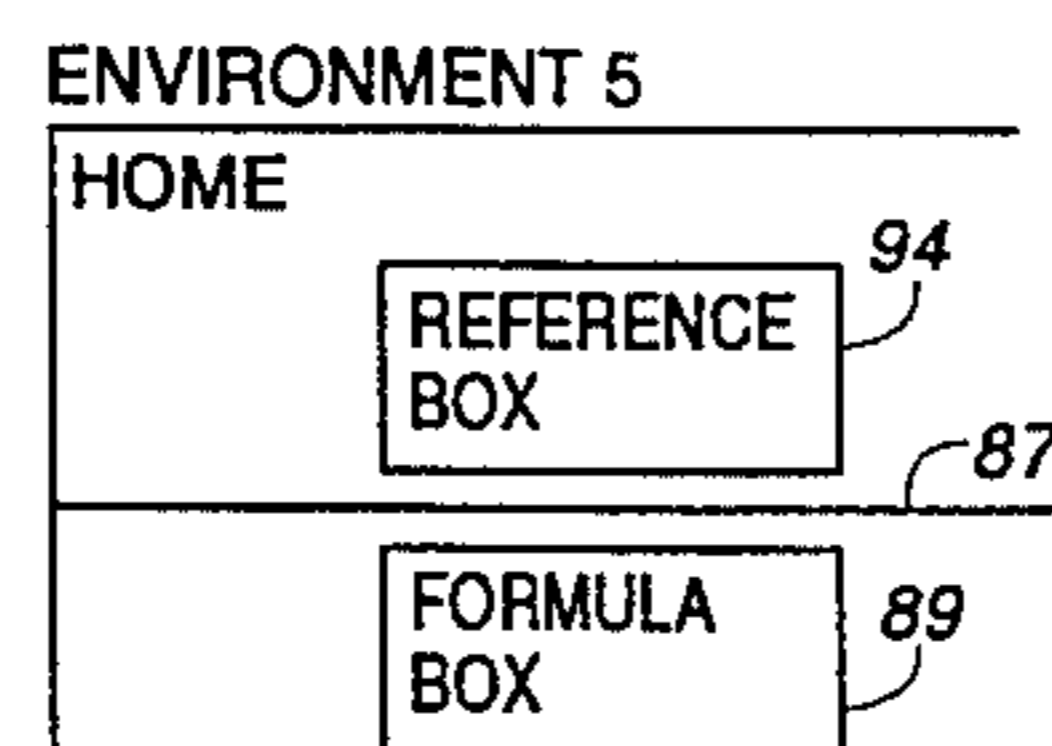 ENVIRONMENT 5
HOME
94
REFERENCE
BOX
87
FORMULA
BOX
89